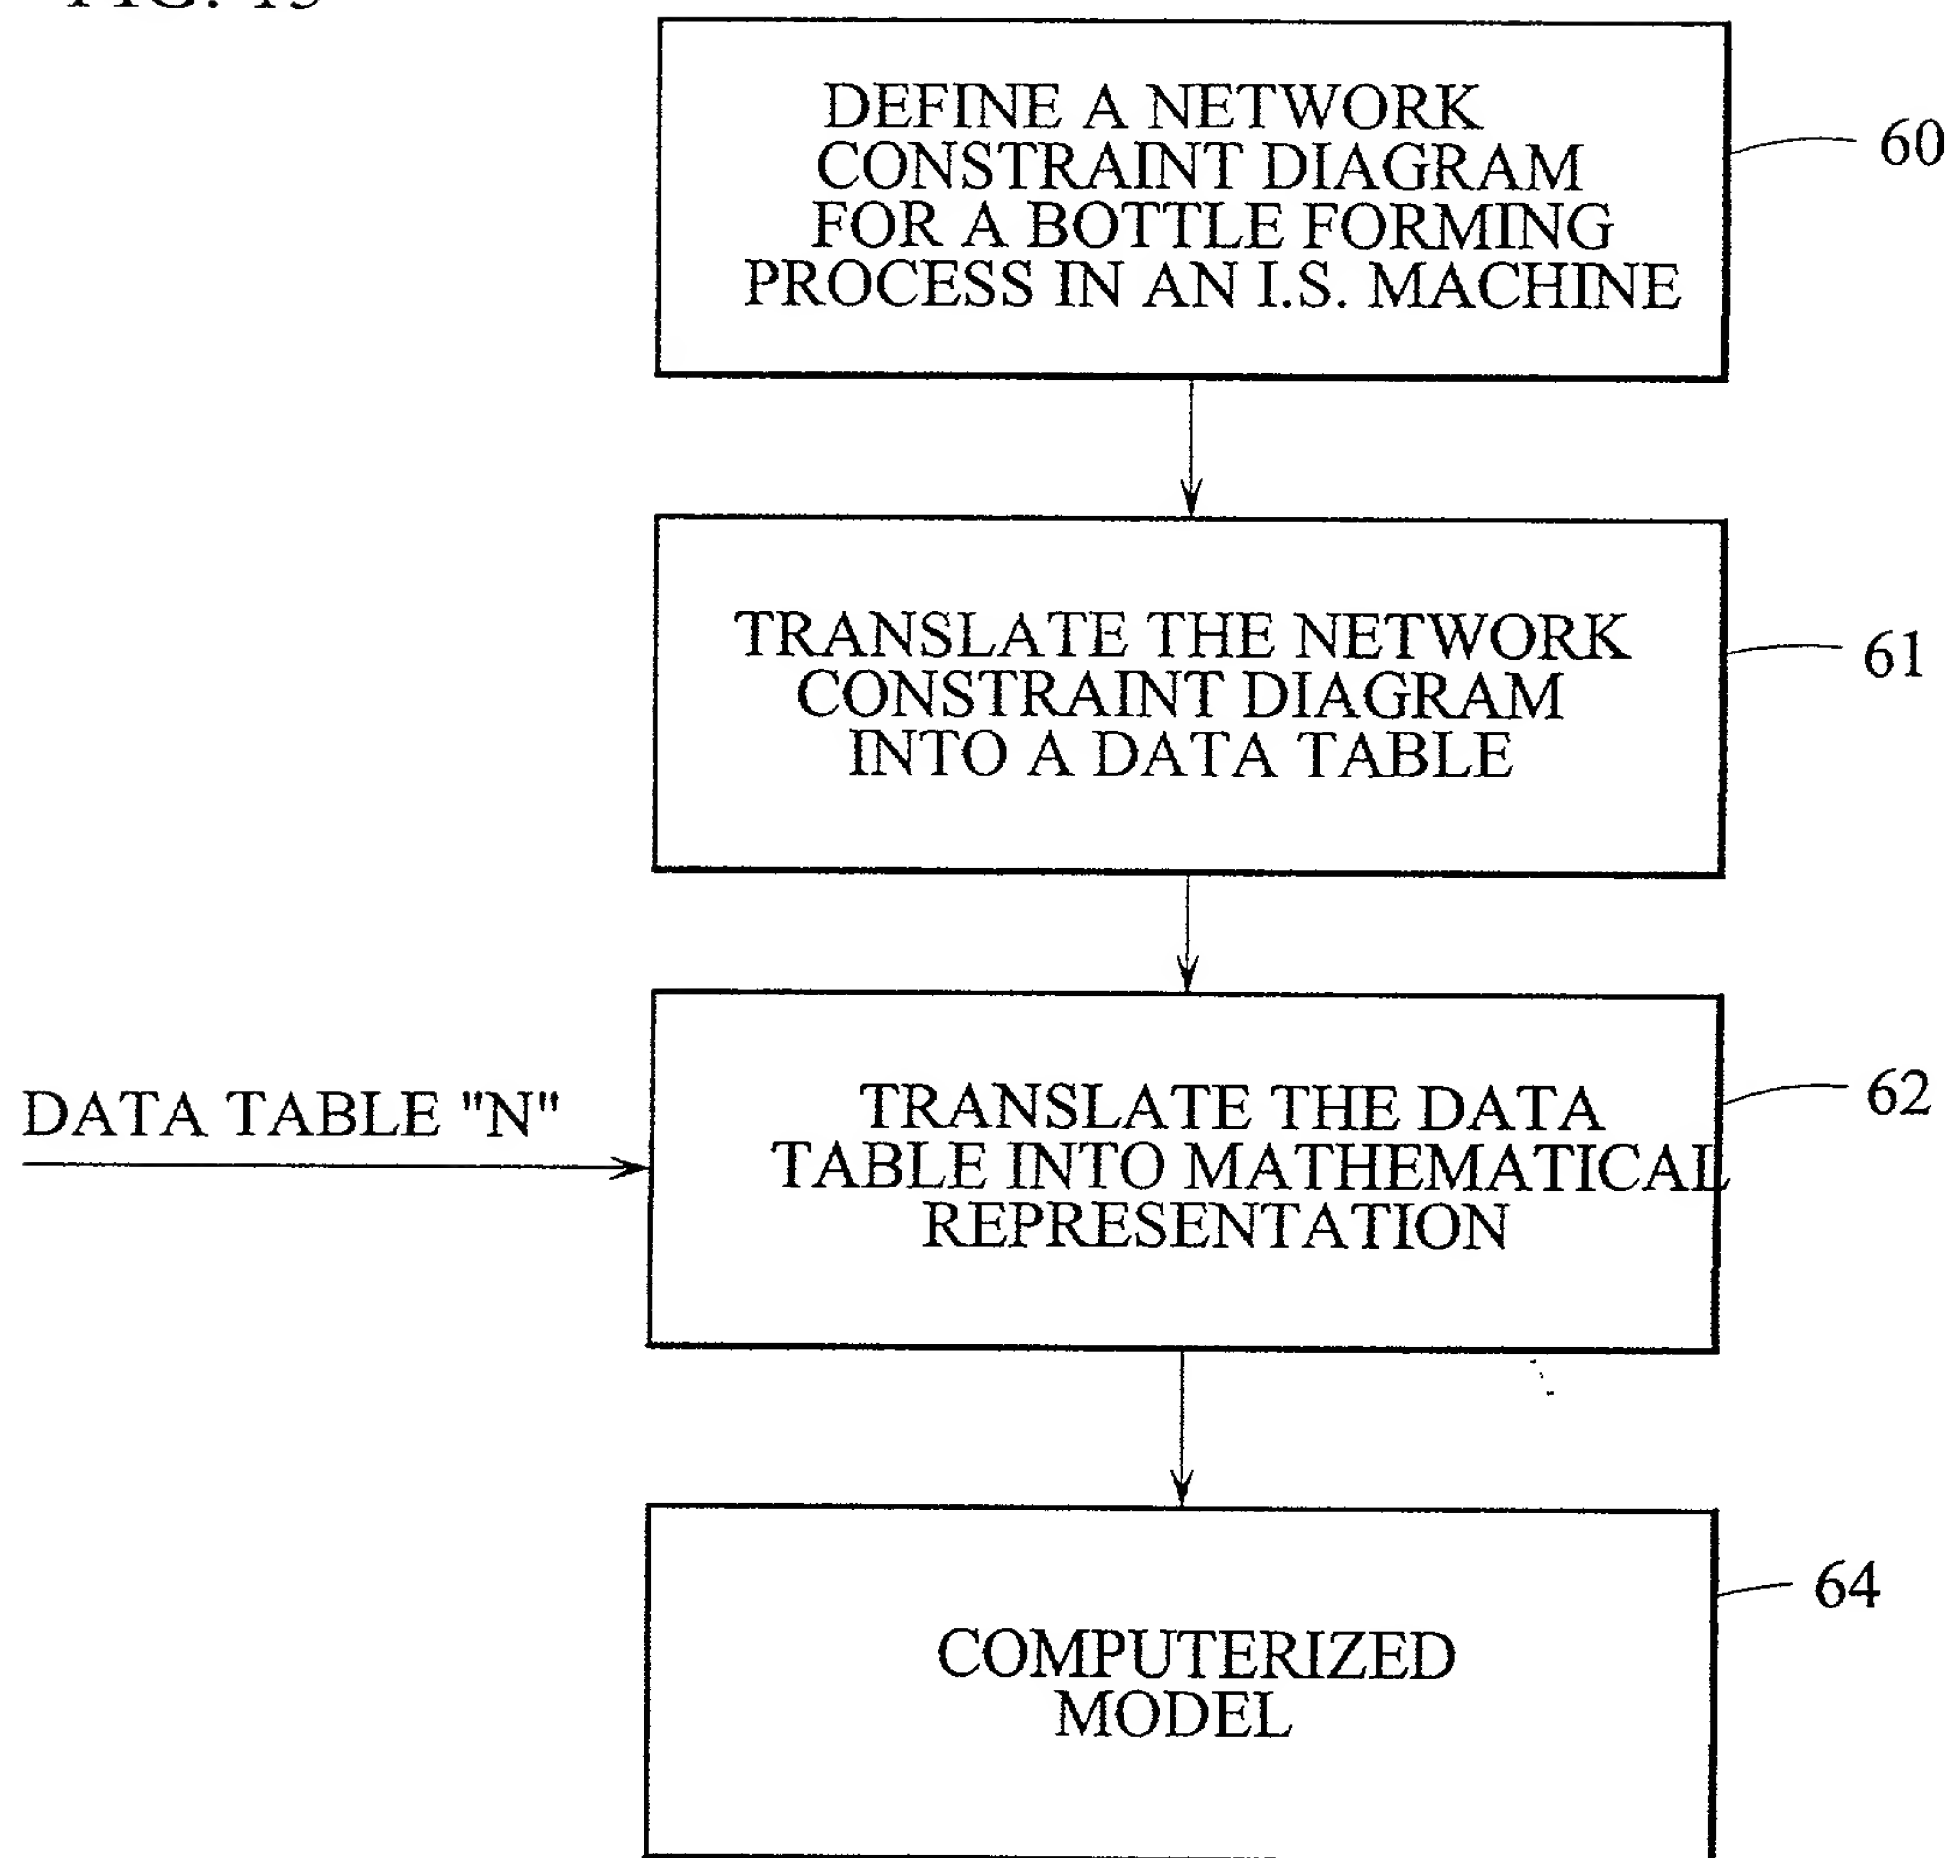 DEFINE A NETWORK
CONSTRAINT DIAGRAM
FOR A BOTTLE FORMING
PROCESS IN AN I.S. MACHINE
60
TRANSLATE THE NETWORK
CONSTRAINT DIAGRAM
INTO A DATA TABLE
61
DATA TABLE "N"
TRANSLATE THE DATA
TABLE INTO MATHEMATICAL
REPRESENTATION
62
COMPUTERIZED
MODEL
64